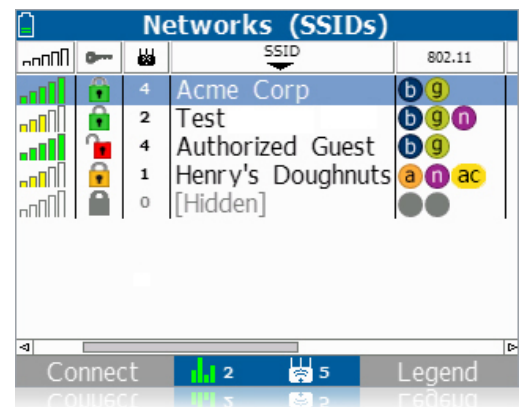 Networks (SSIDs)
SSID 802.11
4 Acme Corp b g
2 Test b g n
4 Authorized Guest b g
1 Henry's Doughnuts a n ac
0 [Hidden]
Connect 2 5 Legend